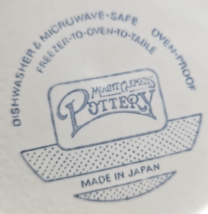 DISHWASHER & MICROWAVE-SAFE OVEN-PROOF
FREEZER-TO-OVEN-TO-TABLE
MOUNT CLEMENS
POTTERY
MADE IN JAPAN